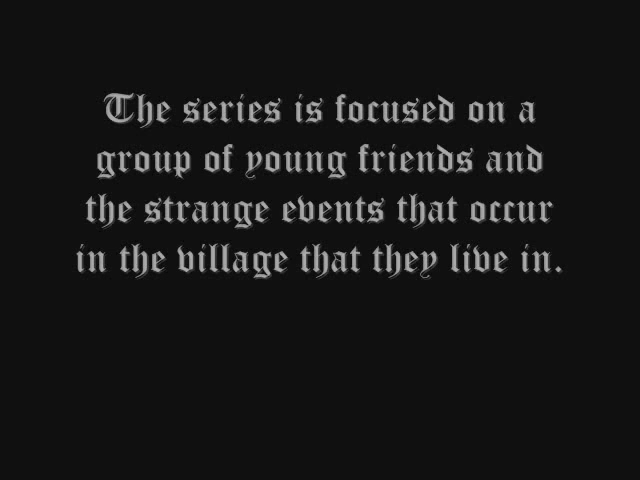 The series is focused on a
group of young friends and
the strange events that occur
in the village that they live in.